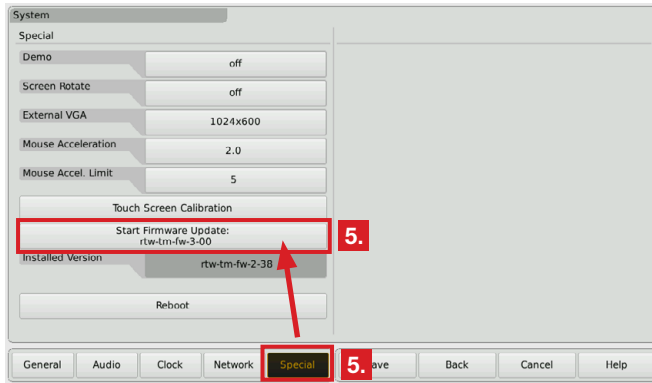 System
Special
Demo
off
Screen Rotate
off
External VGA
1024x600
Mouse Acceleration
2.0
Mouse Accel. Limit
5
Touch Screen Calibration
Start Firmware Update:
rtw-tm-fw-3-00
5.
Installed Version
rtw-tm-fw-2-38
Reboot
General Audio Clock Network Special 5. ave Back Cancel Help